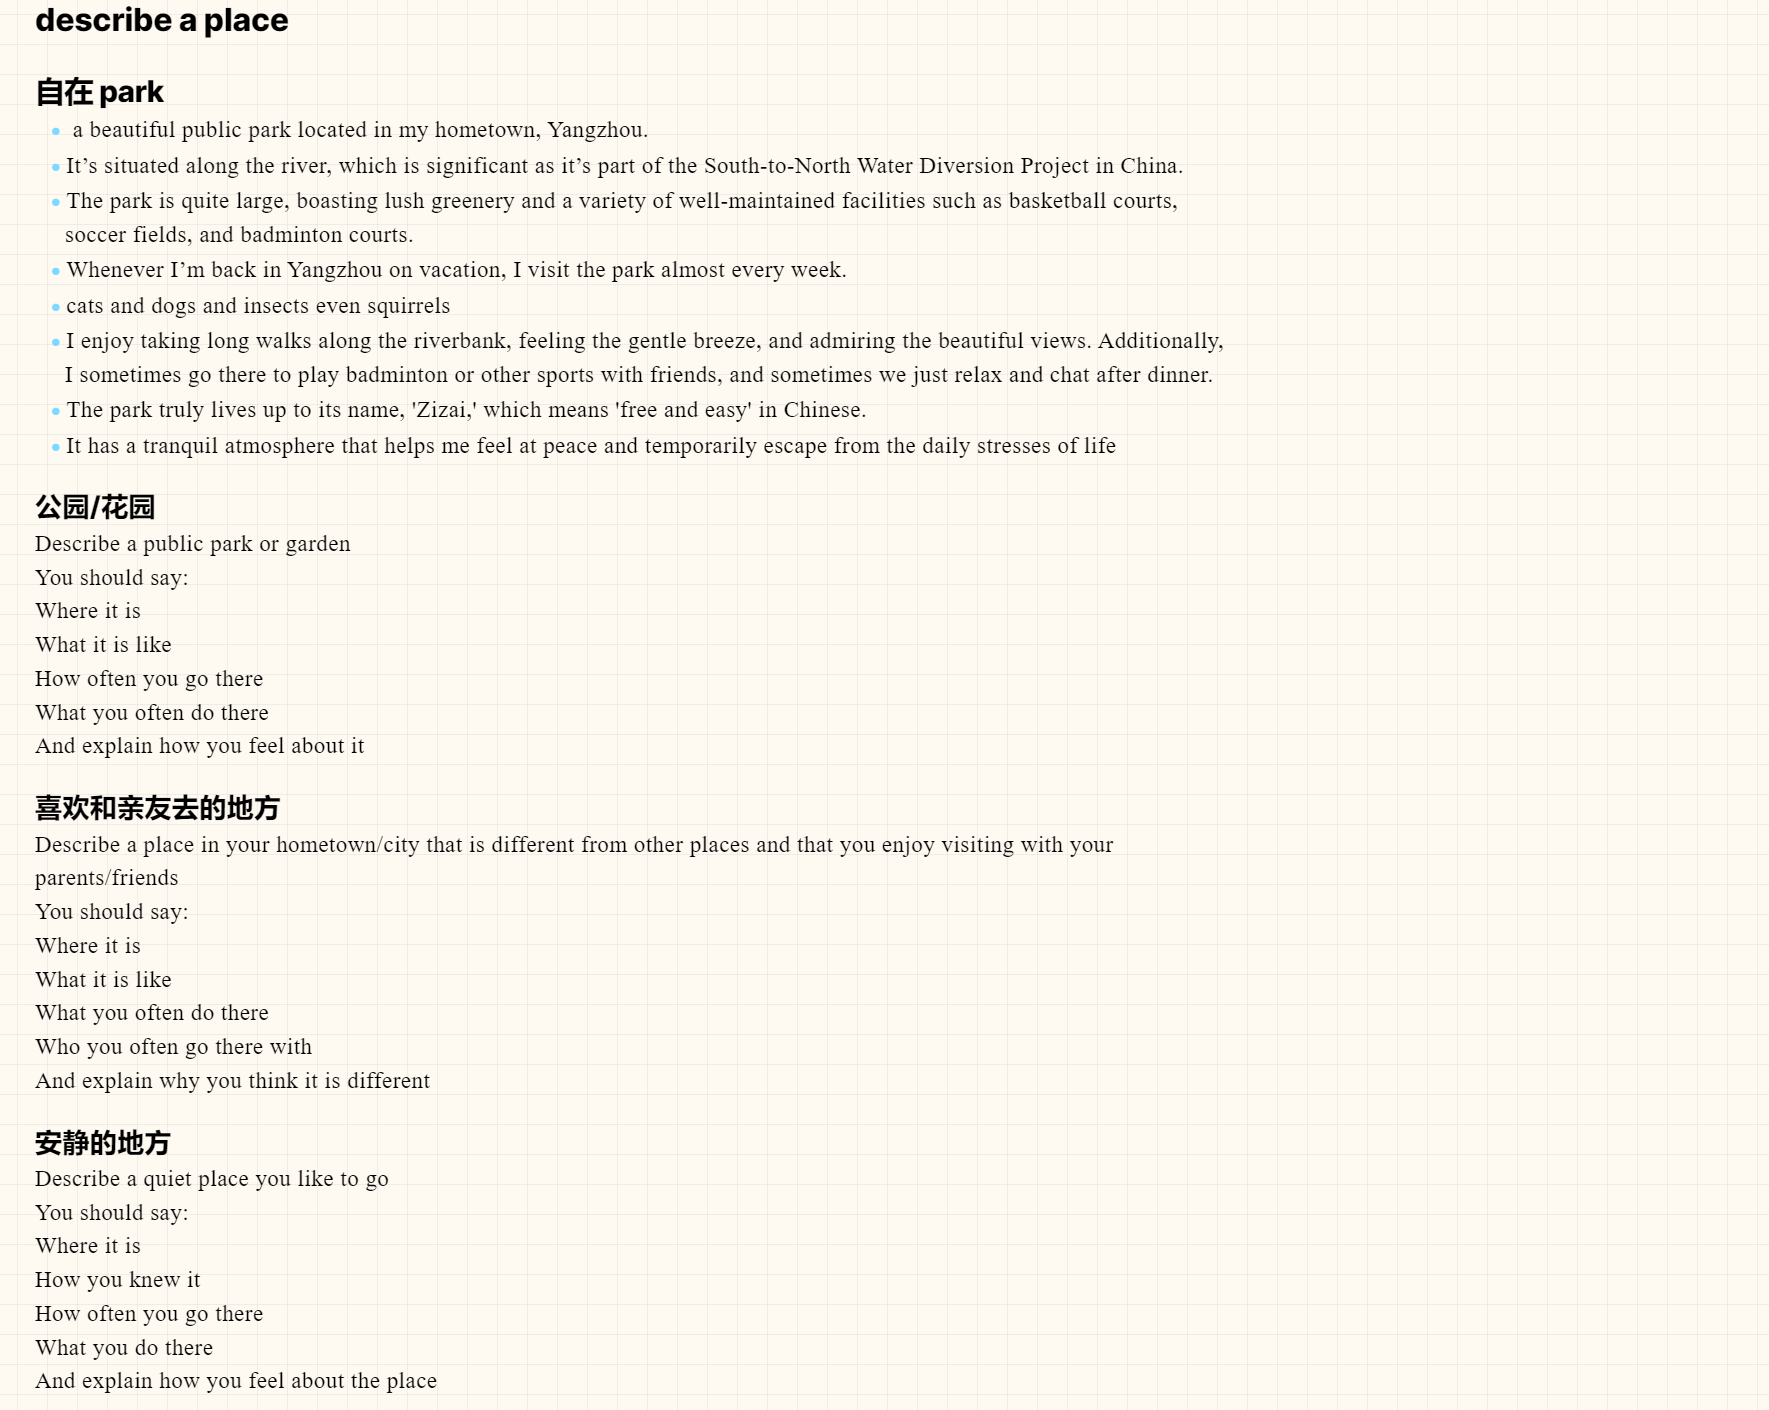 describe a place
自在 park
a beautiful public park located in my hometown, Yangzhou.
It’s situated along the river, which is significant as it’s part of the South-to-North Water Diversion Project in China.
The park is quite large, boasting lush greenery and a variety of well-maintained facilities such as basketball courts,
soccer fields, and badminton courts.
Whenever I’m back in Yangzhou on vacation, I visit the park almost every week.
cats and dogs and insects even squirrels
I enjoy taking long walks along the riverbank, feeling the gentle breeze, and admiring the beautiful views. Additionally,
I sometimes go there to play badminton or other sports with friends, and sometimes we just relax and chat after dinner.
The park truly lives up to its name, 'Zizai,' which means 'free and easy' in Chinese.
It has a tranquil atmosphere that helps me feel at peace and temporarily escape from the daily stresses of life
公园/花园
Describe a public park or garden
You should say:
Where it is
What it is like
How often you go there
What you often do there
And explain how you feel about it
喜欢和亲友去的地方
Describe a place in your hometown/city that is different from other places and that you enjoy visiting with your
parents/friends
You should say:
Where it is
What it is like
What you often do there
Who you often go there with
And explain why you think it is different
安静的地方
Describe a quiet place you like to go
You should say:
Where it is
How you knew it
How often you go there
What you do there
And explain how you feel about the place